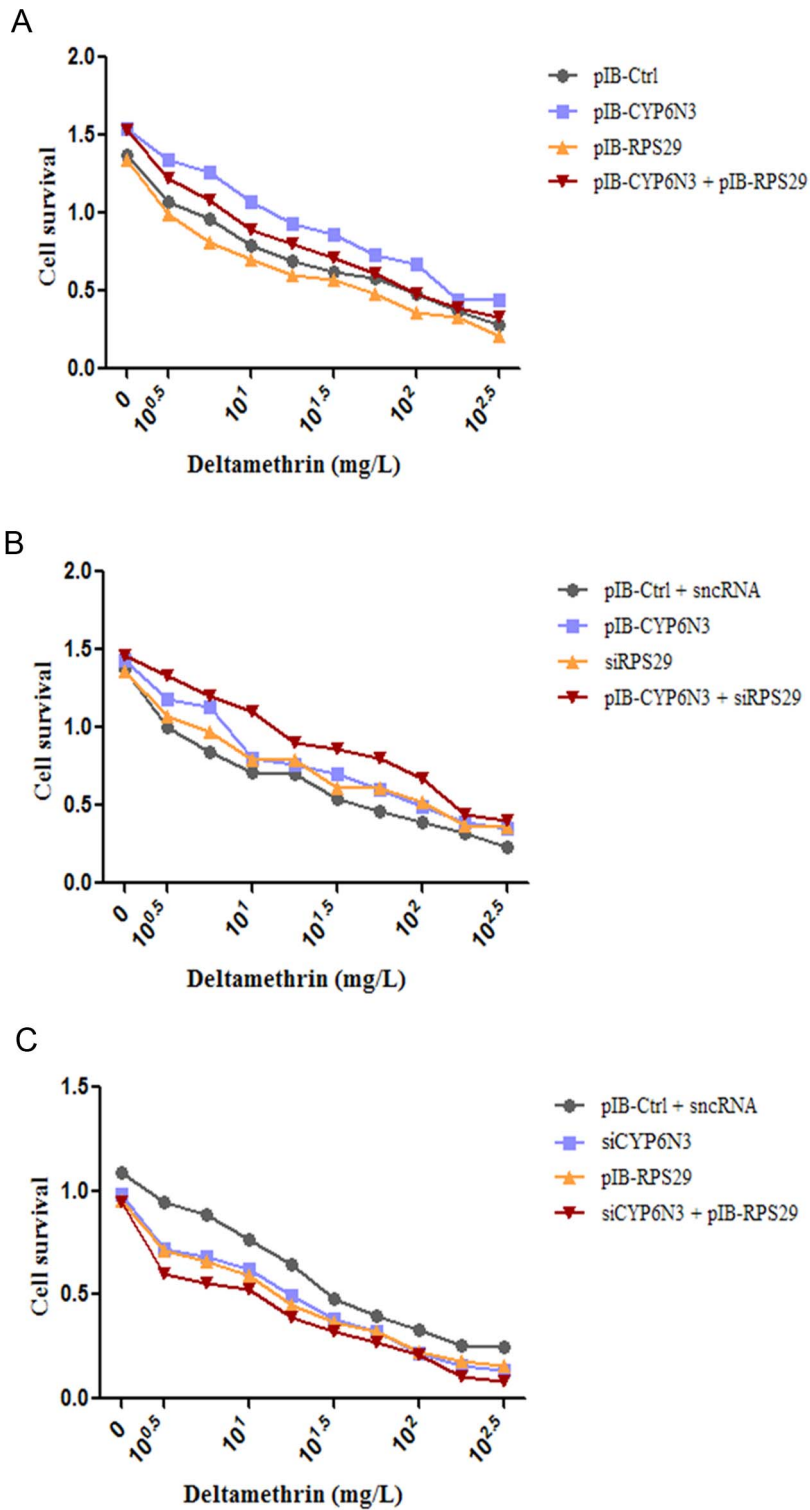 A
2.0
1.5
1.0
0.5
0.0
Cell survival
0
10^0.5
10^1
10^1.5
10^2
10^2.5
Deltamethrin (mg/L)
pIB-Ctrl
pIB-CYP6N3
pIB-RPS29
pIB-CYP6N3 + pIB-RPS29
B
2.0
1.5
1.0
0.5
0.0
Cell survival
0
10^0.5
10^1
10^1.5
10^2
10^2.5
Deltamethrin (mg/L)
pIB-Ctrl + sncRNA
pIB-CYP6N3
siRPS29
pIB-CYP6N3 + siRPS29
C
1.5
1.0
0.5
0.0
Cell survival
0
10^0.5
10^1
10^1.5
10^2
10^2.5
Deltamethrin (mg/L)
pIB-Ctrl + sncRNA
siCYP6N3
pIB-RPS29
siCYP6N3 + pIB-RPS29